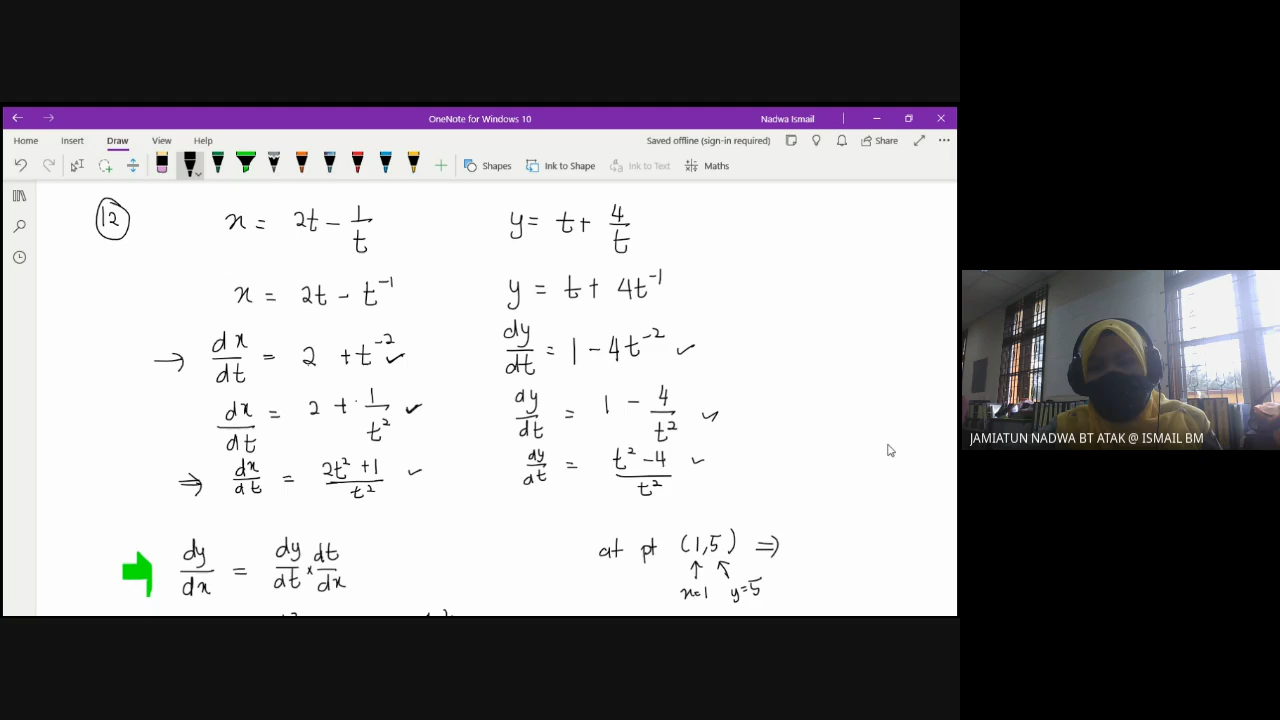 OneNote for Windows 10
Nadwa Ismail
Home Insert Draw View Help
Saved offline (sign-in required)
Share
Shapes Ink to Shape Ink to Text Maths
12
x = 2t - 1/t
y = t + 4/t
x = 2t - t⁻¹
y = t + 4t⁻¹
→ dx/dt = 2 + t⁻² ✓
dy/dt = 1 - 4t⁻² ✓
dx/dt = 2 + 1/t² ✓
dy/dt = 1 - 4/t² ✓
⇒ dx/dt = (2t² + 1)/t² ✓
dy/dt = (t² - 4)/t² ✓
dy/dx = dy/dt × dt/dx
at pt (1,5) ⇒
x=1 y=5
JAMIATUN NADWA BT ATAK @ ISMAIL BM